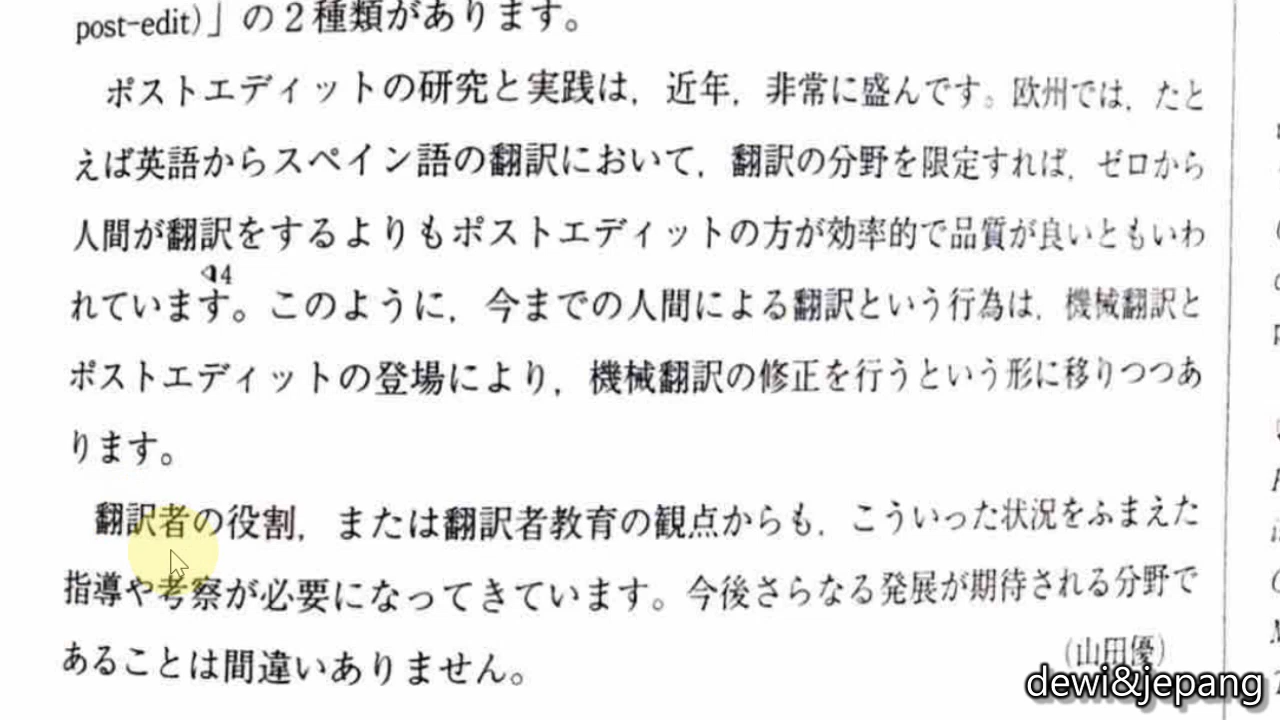 post-edit)」の2種類があります。
ポストエディットの研究と実践は，近年，非常に盛んです。欧州では，たと
えば英語からスペイン語の翻訳において，翻訳の分野を限定すれば，ゼロから
人間が翻訳をするよりもポストエディットの方が効率的で品質が良いともいわ
14
れています。このように，今までの人間による翻訳という行為は，機械翻訳と
ポストエディットの登場により，機械翻訳の修正を行うという形に移りつつあ
ります。
翻訳者の役割，または翻訳者教育の観点からも，こういった状況をふまえた
指導や考察が必要になってきています。今後さらなる発展が期待される分野で
あることは間違いありません。
（山田優）
dewi&jepang